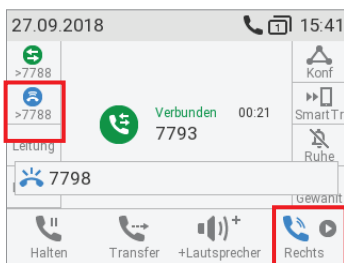 27.09.2018 1 15:41
>7788 Konf
>7788 Verbunden 00:21 SmartTr
7793
Leitung Ruhe
7798
Gewählt
Halten Transfer +Lautsprecher Rechts